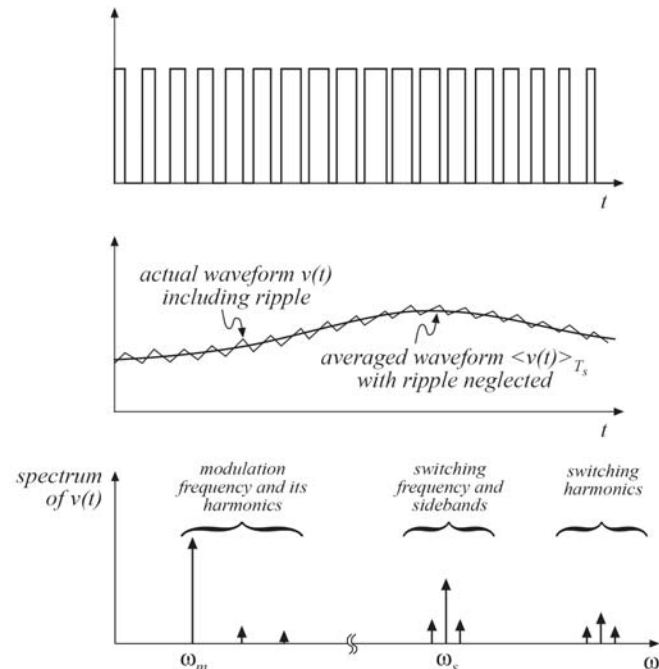 t
actual waveform v(t)
including ripple
averaged waveform <v(t)>Ts
with ripple neglected
t
spectrum
of v(t)
modulation
frequency and its
harmonics
switching
frequency and
sidebands
switching
harmonics
ωm
ωs
ω